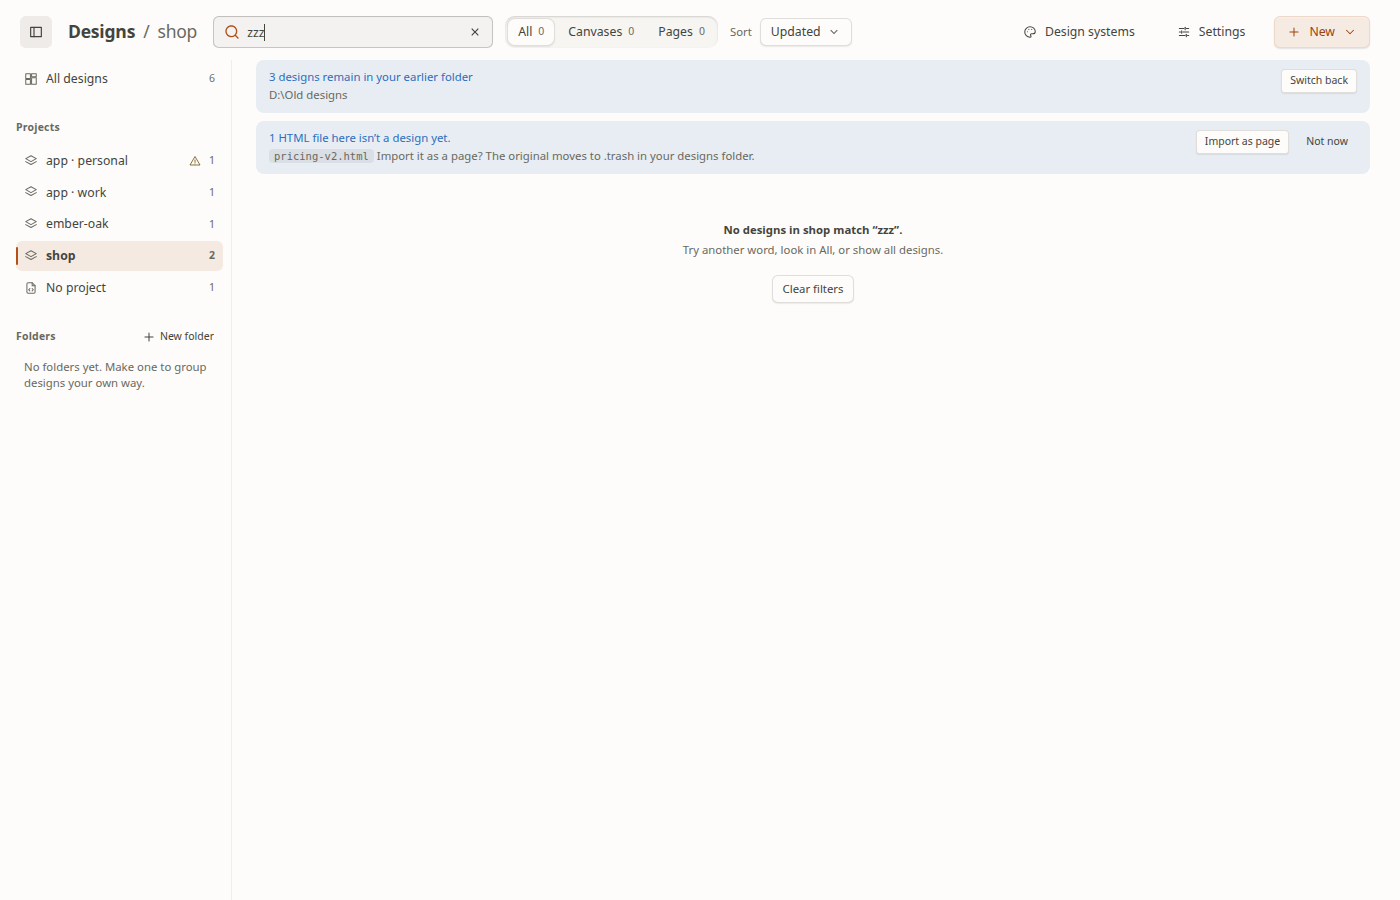 Designs / shop
zzz
All 0 Canvases 0 Pages 0
Sort Updated
Design systems
Settings
New
All designs 6
Projects
app · personal 1
app · work 1
ember-oak 1
shop 2
No project 1
Folders
New folder
No folders yet. Make one to group
designs your own way.
3 designs remain in your earlier folder
D:\Old designs
Switch back
1 HTML file here isn’t a design yet.
pricing-v2.html Import it as a page? The original moves to .trash in your designs folder.
Import as page
Not now
No designs in shop match “zzz”.
Try another word, look in All, or show all designs.
Clear filters